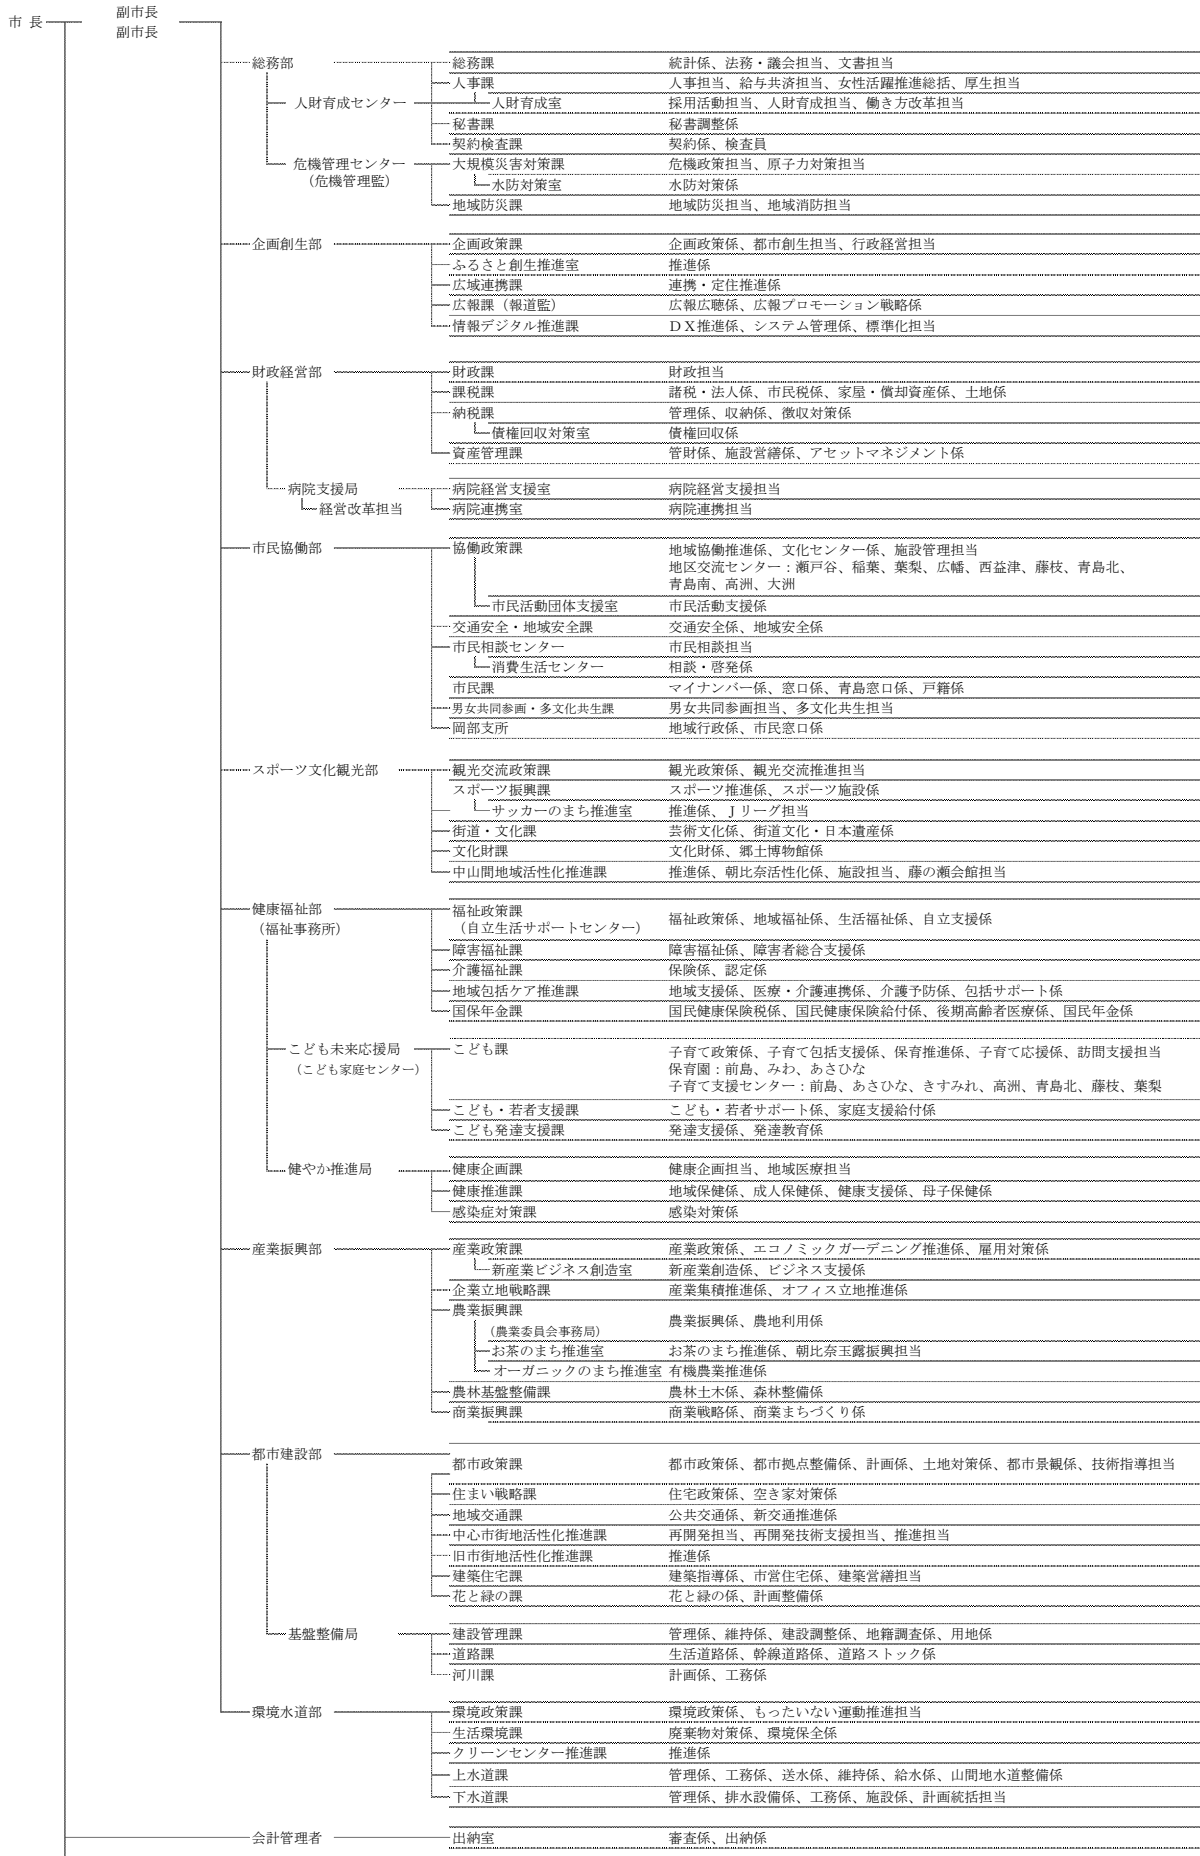 副市長
市 長
副市長
総務部 総務課 統計係、法務・議会担当、文書担当
人事課 人事担当、給与共済担当、女性活躍推進総括、厚生担当
人財育成センター 人財育成室 採用活動担当、人財育成担当、働き方改革担当
秘書課 秘書調整係
契約検査課 契約係、検査員
危機管理センター 大規模災害対策課 危機政策担当、原子力対策担当
（危機管理監）
水防対策室 水防対策係
地域防災課 地域防災担当、地域消防担当
企画創生部 企画政策課 企画政策係、都市創生担当、行政経営担当
ふるさと創生推進室 推進係
広域連携課 連携・定住推進係
広報課（報道監） 広報広聴係、広報プロモーション戦略係
情報デジタル推進課 ＤＸ推進係、システム管理係、標準化担当
財政経営部 財政課 財政担当
課税課 諸税・法人係、市民税係、家屋・償却資産係、土地係
納税課 管理係、収納係、徴収対策係
債権回収対策室 債権回収係
資産管理課 管財係、施設営繕係、アセットマネジメント係
病院支援局 病院経営支援室 病院経営支援担当
経営改革担当 病院連携室 病院連携担当
市民協働部 協働政策課 地域協働推進係、文化センター係、施設管理担当
地区交流センター：瀬戸谷、稲葉、葉梨、広幡、西益津、藤枝、青島北、
青島南、高洲、大洲
市民活動団体支援室 市民活動支援係
交通安全・地域安全課 交通安全係、地域安全係
市民相談センター 市民相談担当
消費生活センター 相談・啓発係
市民課 マイナンバー係、窓口係、青島窓口係、戸籍係
男女共同参画・多文化共生課 男女共同参画担当、多文化共生担当
岡部支所 地域行政係、市民窓口係
スポーツ文化観光部 観光交流政策課 観光政策係、観光交流推進担当
スポーツ振興課 スポーツ推進係、スポーツ施設係
サッカーのまち推進室 推進係、Ｊリーグ担当
街道・文化課 芸術文化係、街道文化・日本遺産係
文化財課 文化財係、郷土博物館係
中山間地域活性化推進課 推進係、朝比奈活性化係、施設担当、藤の瀬会館担当
健康福祉部 福祉政策課 福祉政策係、地域福祉係、生活福祉係、自立支援係
（福祉事務所） （自立生活サポートセンター）
障害福祉課 障害福祉係、障害者総合支援係
介護福祉課 保険係、認定係
地域包括ケア推進課 地域支援係、医療・介護連携係、介護予防係、包括サポート係
国保年金課 国民健康保険税係、国民健康保険給付係、後期高齢者医療係、国民年金係
こども未来応援局 こども課 子育て政策係、子育て包括支援係、保育推進係、子育て応援係、訪問支援担当
（こども家庭センター） 保育園：前島、みわ、あさひな
子育て支援センター：前島、あさひな、きすみれ、高洲、青島北、藤枝、葉梨
こども・若者支援課 こども・若者サポート係、家庭支援給付係
こども発達支援課 発達支援係、発達教育係
健やか推進局 健康企画課 健康企画担当、地域医療担当
健康推進課 地域保健係、成人保健係、健康支援係、母子保健係
感染症対策課 感染対策係
産業振興部 産業政策課 産業政策係、エコノミックガーデニング推進係、雇用対策係
新産業ビジネス創造室 新産業創造係、ビジネス支援係
企業立地戦略課 産業集積推進係、オフィス立地推進係
農業振興課 農業振興係、農地利用係
（農業委員会事務局）
お茶のまち推進室 お茶のまち推進係、朝比奈玉露振興担当
オーガニックのまち推進室 有機農業推進係
農林基盤整備課 農林土木係、森林整備係
商業振興課 商業戦略係、商業まちづくり係
都市建設部 都市政策課 都市政策係、都市拠点整備係、計画係、土地対策係、都市景観係、技術指導担当
住まい戦略課 住宅政策係、空き家対策係
地域交通課 公共交通係、新交通推進係
中心市街地活性化推進課 再開発担当、再開発技術支援担当、推進担当
旧市街地活性化推進課 推進係
建築住宅課 建築指導係、市営住宅係、建築営繕担当
花と緑の課 花と緑の係、計画整備係
基盤整備局 建設管理課 管理係、維持係、建設調整係、地籍調査係、用地係
道路課 生活道路係、幹線道路係、道路ストック係
河川課 計画係、工務係
環境水道部 環境政策課 環境政策係、もったいない運動推進担当
生活環境課 廃棄物対策係、環境保全係
クリーンセンター推進課 推進係
上水道課 管理係、工務係、送水係、維持係、給水係、山間地水道整備係
下水道課 管理係、排水設備係、工務係、施設係、計画統括担当
会計管理者 出納室 審査係、出納係